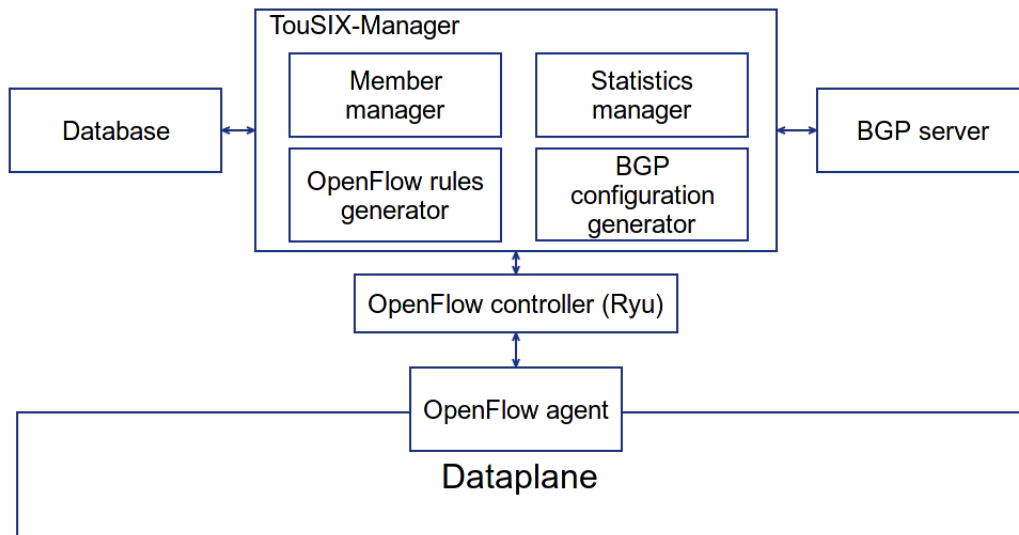 TouSIX-Manager
Member
manager
Statistics
manager
Database
BGP server
OpenFlow rules
generator
BGP
configuration
generator
OpenFlow controller (Ryu)
OpenFlow agent
Dataplane